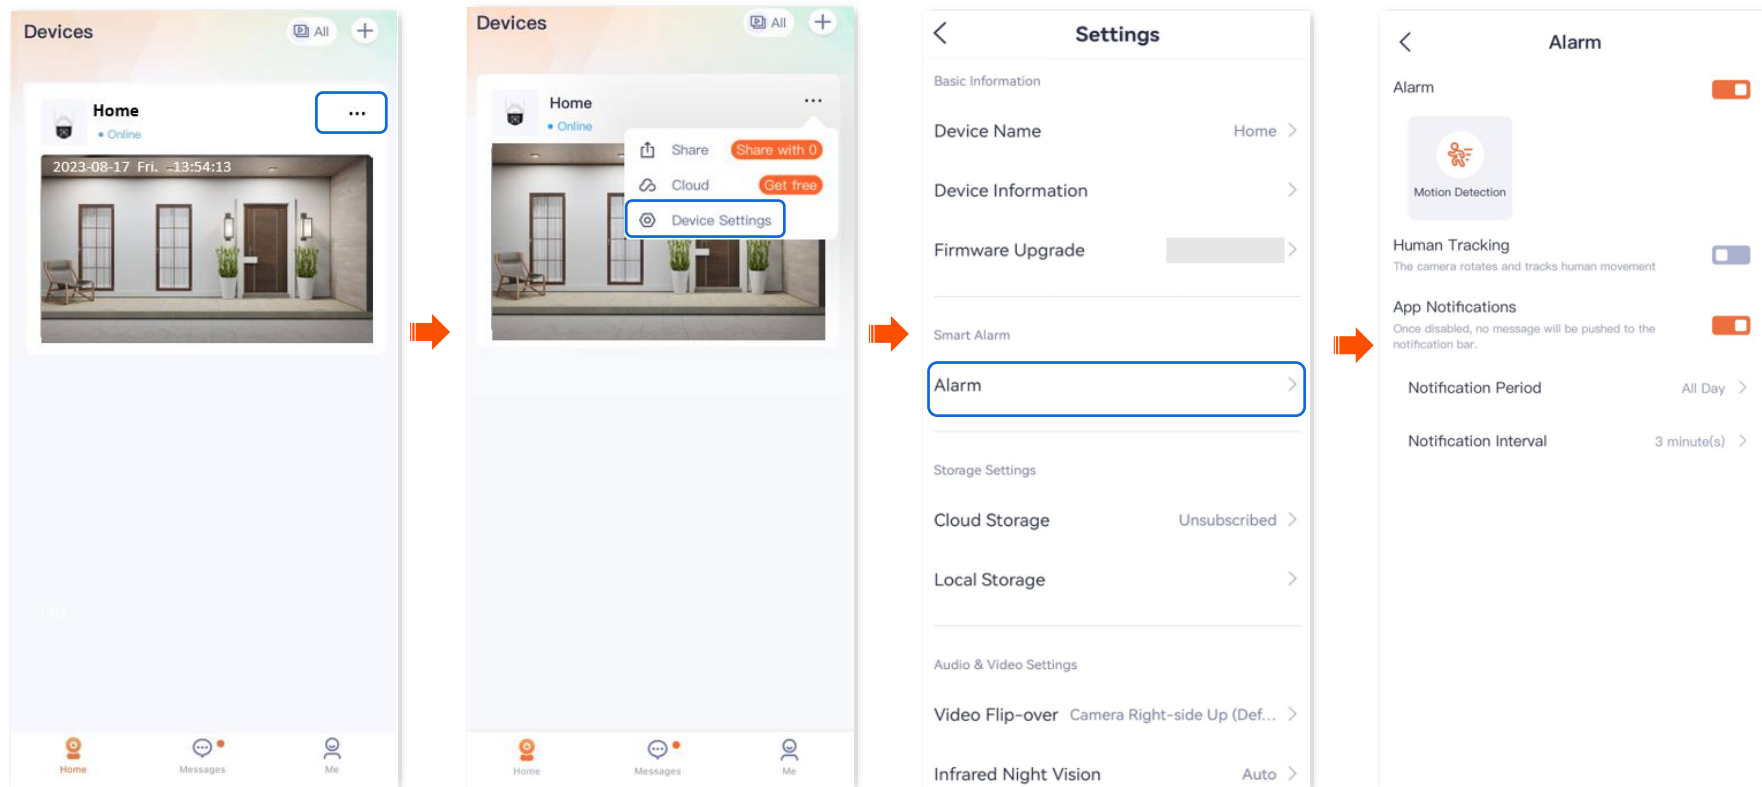 Devices
All
Home
...
• Online
2023-08-17 Fri. 13:54:13
Home
Messages
Me
Devices
All
Home
...
• Online
Share
Share with 0
Cloud
Get free
Device Settings
Home
Messages
Me
Settings
Basic Information
Device Name
Home
Device Information
Firmware Upgrade
Smart Alarm
Alarm
Storage Settings
Cloud Storage
Unsubscribed
Local Storage
Audio & Video Settings
Video Flip-over
Camera Right-side Up (Def...
Infrared Night Vision
Auto
Alarm
Alarm
Motion Detection
Human Tracking
The camera rotates and tracks human movement
App Notifications
Once disabled, no message will be pushed to the
notification bar.
Notification Period
All Day
Notification Interval
3 minute(s)